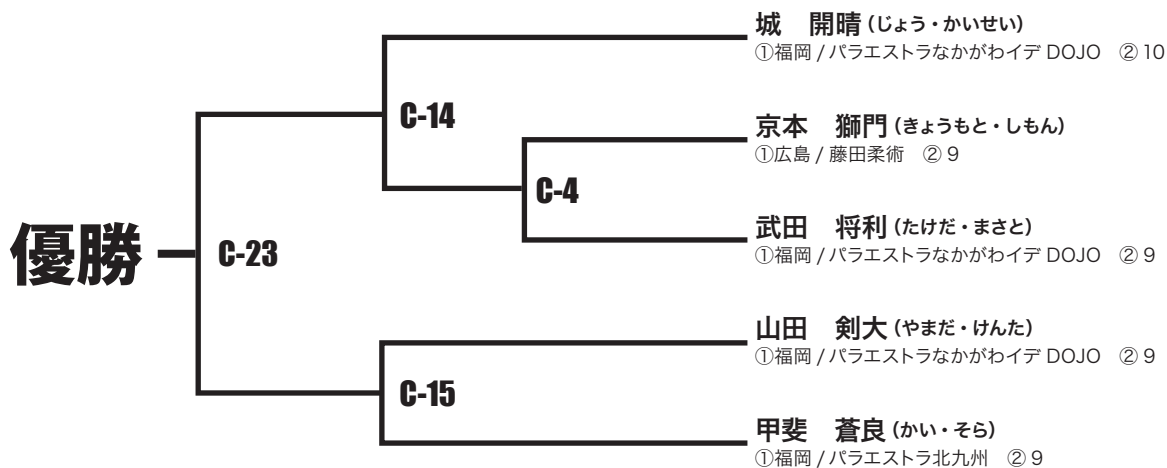 城　開晴（じょう・かいせい）
①福岡 / パラエストラなかがわイデ DOJO　② 10
C-14
京本　獅門（きょうもと・しもん）
①広島 / 藤田柔術　② 9
C-4
武田　将利（たけだ・まさと）
①福岡 / パラエストラなかがわイデ DOJO　② 9
優勝
C-23
山田　剣大（やまだ・けんた）
①福岡 / パラエストラなかがわイデ DOJO　② 9
C-15
甲斐　蒼良（かい・そら）
①福岡 / パラエストラ北九州　② 9